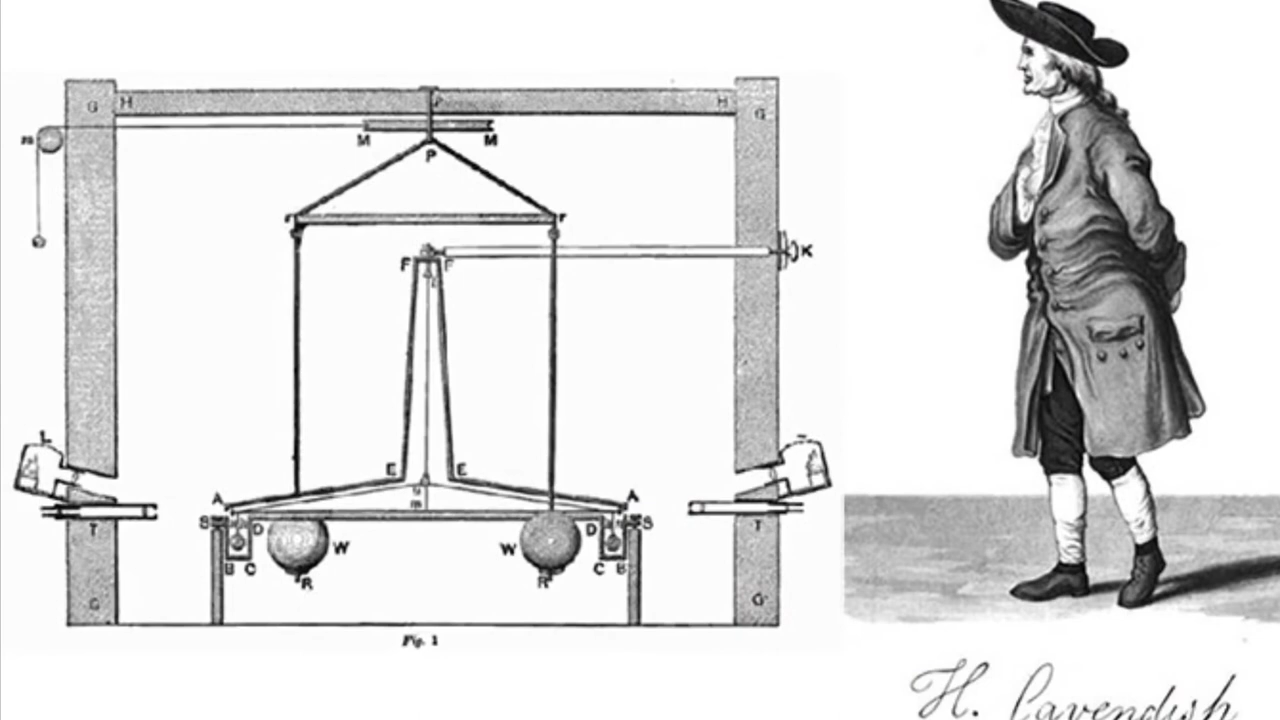 G H P H G
m M M
P
r r
F F K
L
E E
A A
S D D S
T W W T
B C C B
R R
G G
Fig. 1
H. Cavendish